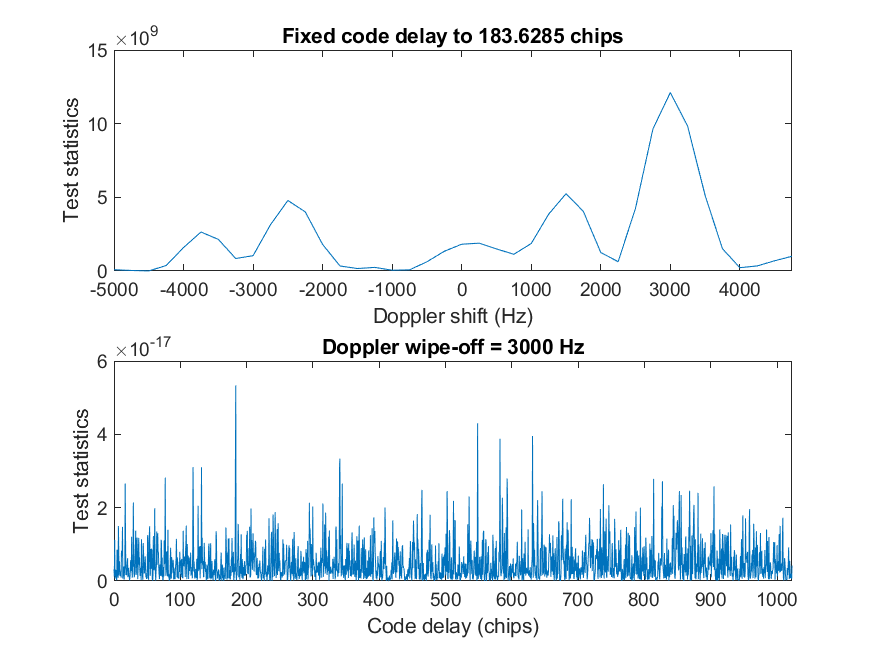 ×10^9
Fixed code delay to 183.6285 chips
15
10
5
0
Test statistics
-5000 -4000 -3000 -2000 -1000 0 1000 2000 3000 4000
Doppler shift (Hz)
×10^-17
Doppler wipe-off = 3000 Hz
6
4
2
0
Test statistics
0 100 200 300 400 500 600 700 800 900 1000
Code delay (chips)